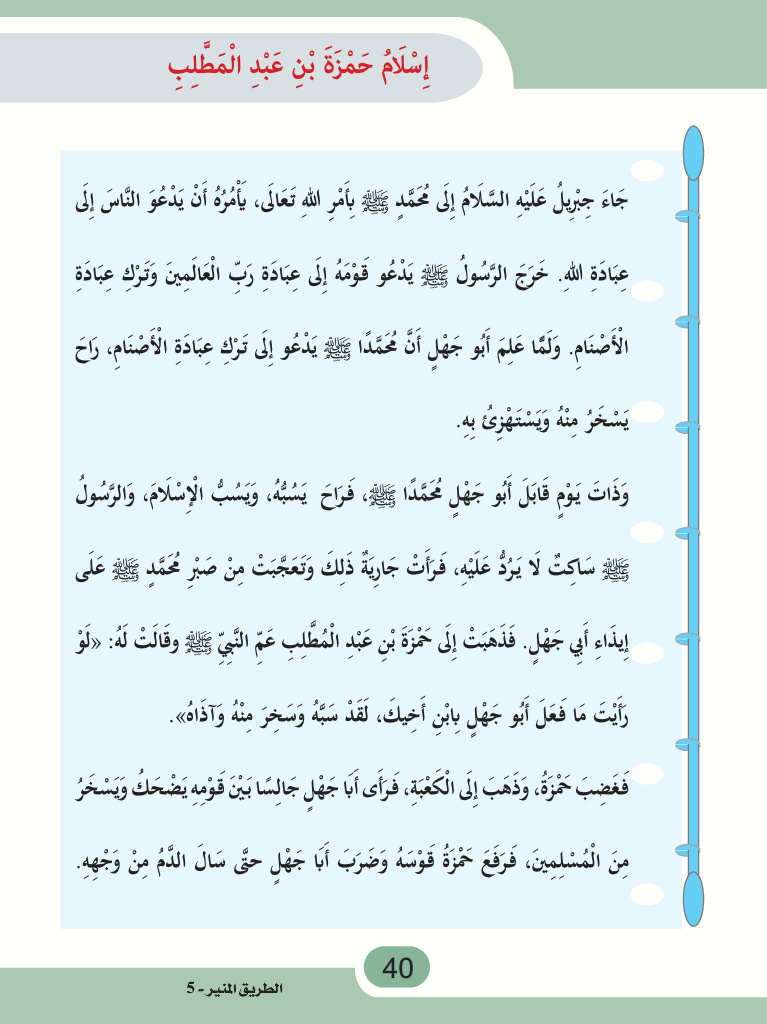 إِسْلَامُ حَمْزَةَ بْنِ عَبْدِ الْمَطَّلِبِ
جَاءَ جِبْرِيلُ عَلَيْهِ السَّلَامُ إِلَى مُحَمَّدٍ ﷺ بِأَمْرِ اللهِ تَعَالَى، يَأْمُرُهُ أَنْ يَدْعُوَ النَّاسَ إِلَى
عِبَادَةِ اللهِ. خَرَجَ الرَّسُولُ ﷺ يَدْعُو قَوْمَهُ إِلَى عِبَادَةِ رَبِّ الْعَالَمِينَ وَتَرْكِ عِبَادَةِ
الْأَصْنَامِ. وَلَمَّا عَلِمَ أَبُو جَهْلٍ أَنَّ مُحَمَّدًا ﷺ يَدْعُو إِلَى تَرْكِ عِبَادَةِ الْأَصْنَامِ، رَاحَ
يَسْخَرُ مِنْهُ وَيَسْتَهْزِئُ بِهِ.
وَذَاتَ يَوْمٍ قَابَلَ أَبُو جَهْلٍ مُحَمَّدًا ﷺ، فَرَاحَ يَسُبُّهُ، وَيَسُبُّ الْإِسْلَامَ، وَالرَّسُولُ
ﷺ سَاكِتٌ لَا يَرُدُّ عَلَيْهِ، فَرَأَتْ جَارِيَةٌ ذَلِكَ وَتَعَجَّبَتْ مِنْ صَبْرِ مُحَمَّدٍ ﷺ عَلَى
إِيذَاءِ أَبِي جَهْلٍ. فَذَهَبَتْ إِلَى حَمْزَةَ بْنِ عَبْدِ الْمُطَّلِبِ عَمِّ النَّبِيِّ ﷺ وقَالَتْ لَهُ: «لَوْ
رَأَيْتَ مَا فَعَلَ أَبُو جَهْلٍ بِابْنِ أَخِيكَ، لَقَدْ سَبَّهُ وَسَخِرَ مِنْهُ وَآذَاهُ».
فَغَضِبَ حَمْزَةُ، وَذَهَبَ إِلَى الْكَعْبَةِ، فَرَأَى أَبَا جَهْلٍ جَالِسًا بَيْنَ قَوْمِهِ يَضْحَكُ وَيَسْخَرُ
مِنَ الْمُسْلِمِينَ، فَرَفَعَ حَمْزَةُ قَوْسَهُ وَضَرَبَ أَبَا جَهْلٍ حتَّى سَالَ الدَّمُ مِنْ وَجْهِهِ.
40
الطريق المنير - 5